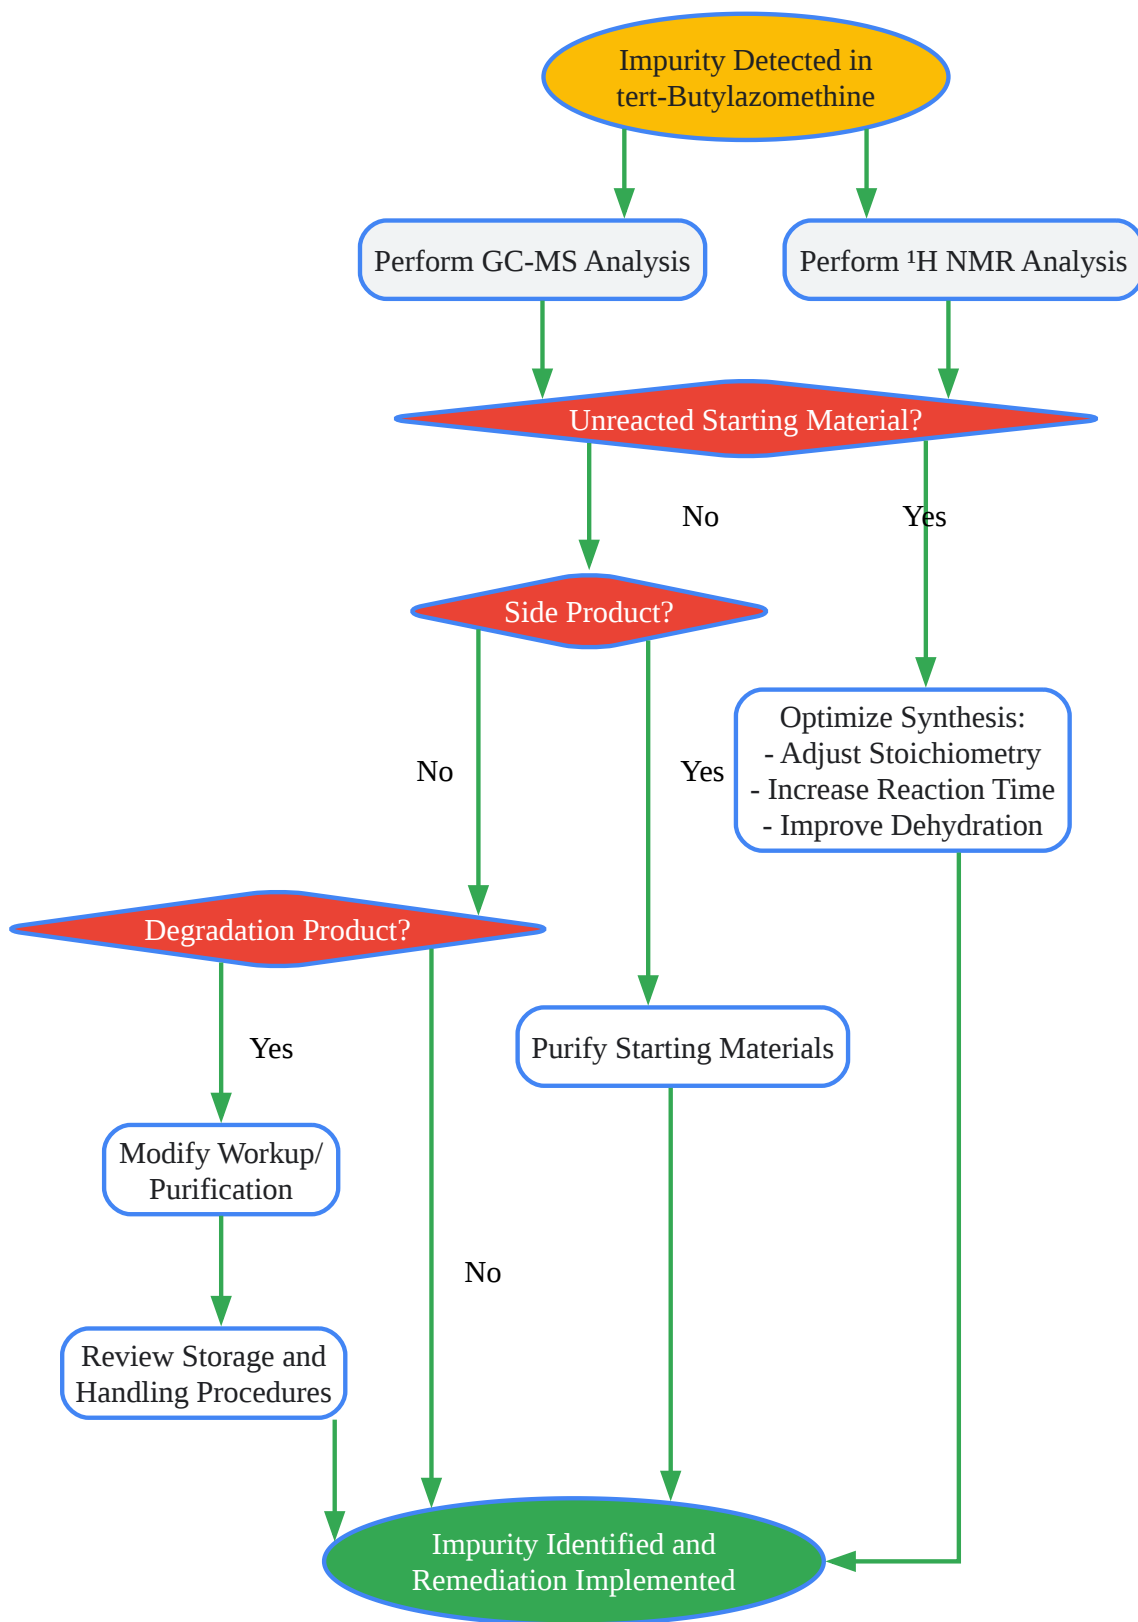 Impurity Detected in
tert-Butylazomethine
Perform GC-MS Analysis
Perform ¹H NMR Analysis
Unreacted Starting Material?
No
Yes
Side Product?
Optimize Synthesis:
- Adjust Stoichiometry
- Increase Reaction Time
- Improve Dehydration
No
Yes
Degradation Product?
Purify Starting Materials
Yes
Modify Workup/
Purification
No
Review Storage and
Handling Procedures
Impurity Identified and
Remediation Implemented